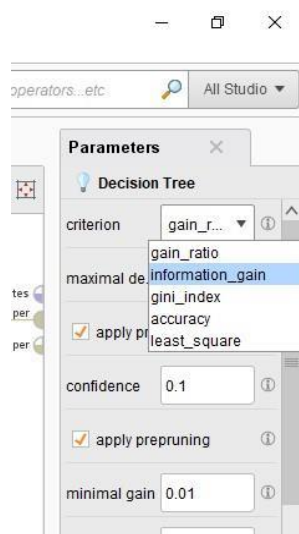 operators...etc All Studio
Parameters
Decision Tree
criterion gain_r...
gain_ratio
maximal de. information_gain
gini_index
tes
accuracy
per
apply pr least_square
per
confidence 0.1
apply prepruning
minimal gain 0.01